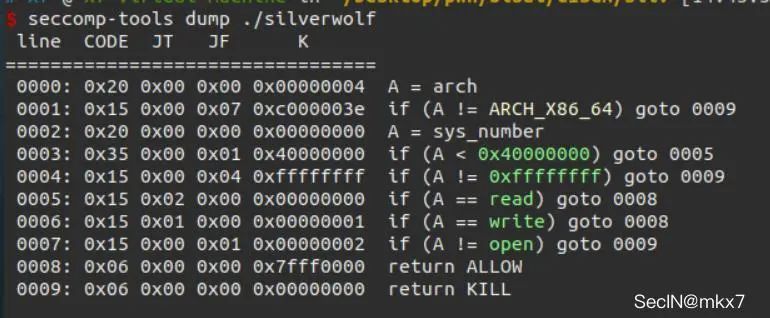 $ seccomp-tools dump ./silverwolf
line CODE JT JF K
=================================
0000: 0x20 0x00 0x00 0x00000004 A = arch
0001: 0x15 0x00 0x07 0xc000003e if (A != ARCH_X86_64) goto 0009
0002: 0x20 0x00 0x00 0x00000000 A = sys_number
0003: 0x35 0x00 0x01 0x40000000 if (A < 0x40000000) goto 0005
0004: 0x15 0x00 0x04 0xffffffff if (A != 0xffffffff) goto 0009
0005: 0x15 0x02 0x00 0x00000000 if (A == read) goto 0008
0006: 0x15 0x01 0x00 0x00000001 if (A == write) goto 0008
0007: 0x15 0x00 0x01 0x00000002 if (A != open) goto 0009
0008: 0x06 0x00 0x00 0x7fff0000 return ALLOW
0009: 0x06 0x00 0x00 0x00000000 return KILL
SecIN@mkx7